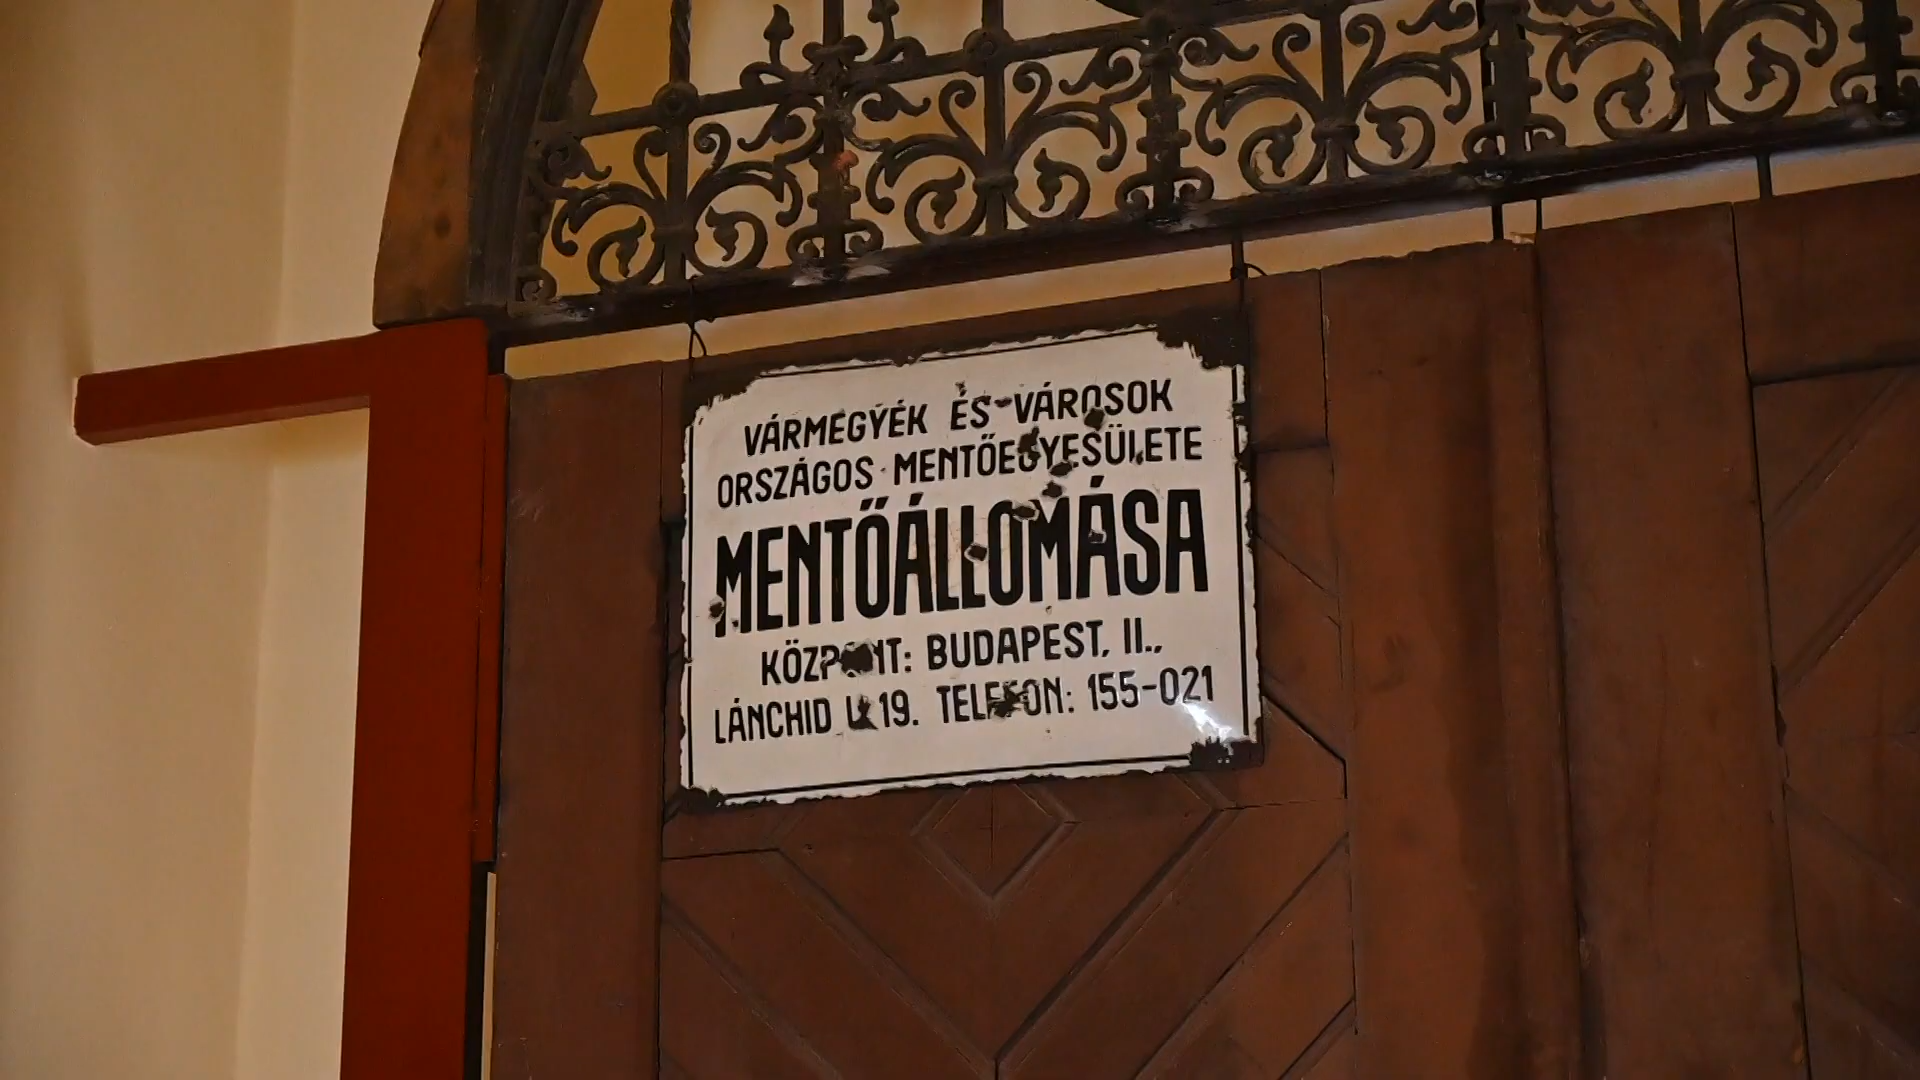 VÁRMEGYÉK ÉS VÁROSOK
ORSZÁGOS MENTŐEGYESÜLETE
MENTŐÁLLOMÁSA
KÖZPONT: BUDAPEST, II.,
LÁNCHID U. 19. TELEFON: 155-021